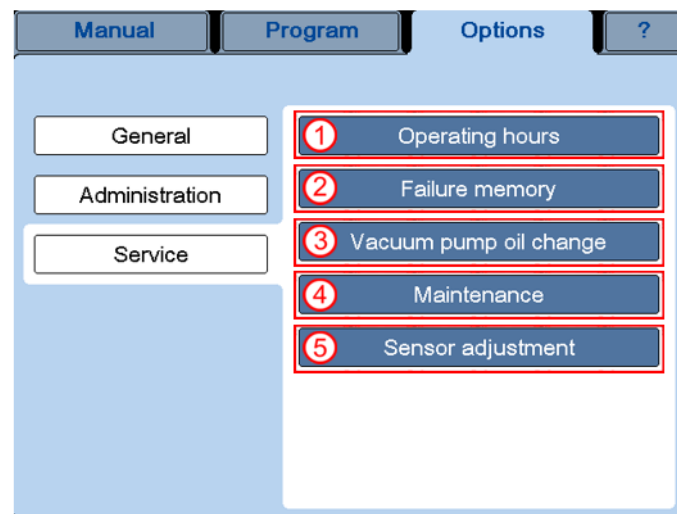 Manual Program Options ?
General
Administration
Service
1 Operating hours
2 Failure memory
3 Vacuum pump oil change
4 Maintenance
5 Sensor adjustment